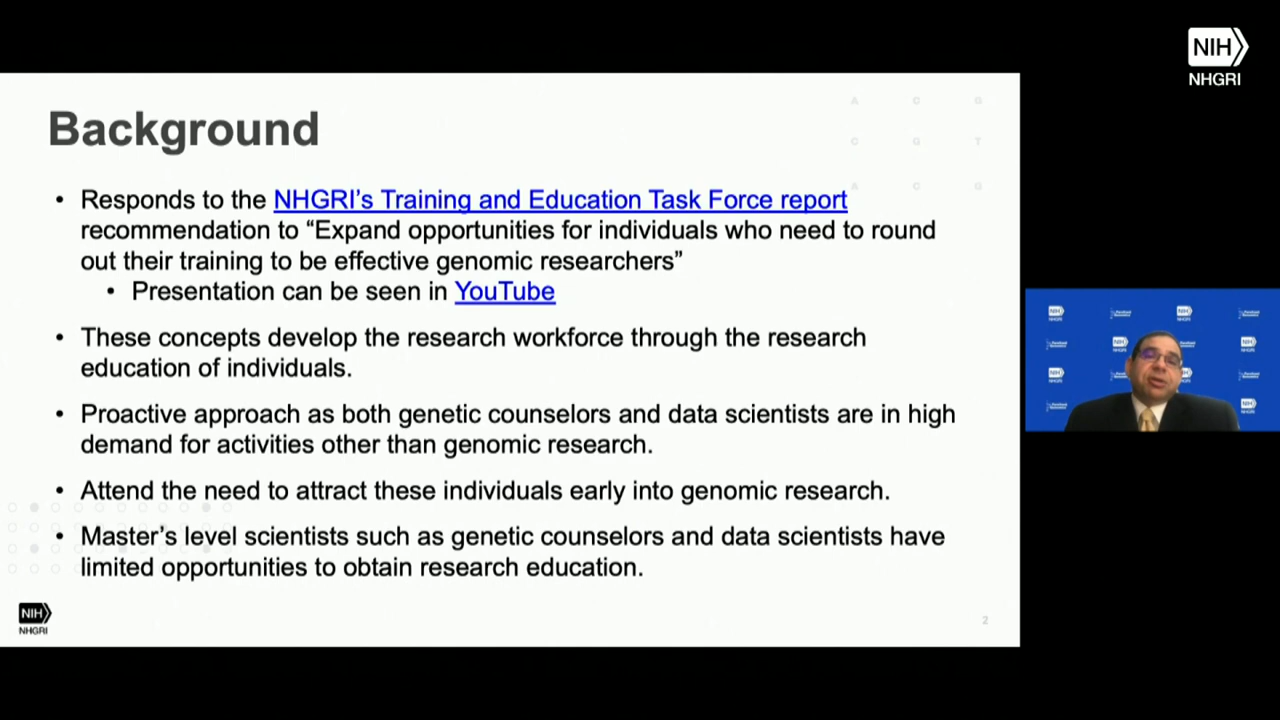 NIH
NHGRI
Background
A C G
C G T
A C G
• Responds to the NHGRI’s Training and Education Task Force report
recommendation to “Expand opportunities for individuals who need to round
out their training to be effective genomic researchers”
• Presentation can be seen in YouTube
• These concepts develop the research workforce through the research
education of individuals.
• Proactive approach as both genetic counselors and data scientists are in high
demand for activities other than genomic research.
• Attend the need to attract these individuals early into genomic research.
• Master’s level scientists such as genetic counselors and data scientists have
limited opportunities to obtain research education.
NIH
NHGRI
2